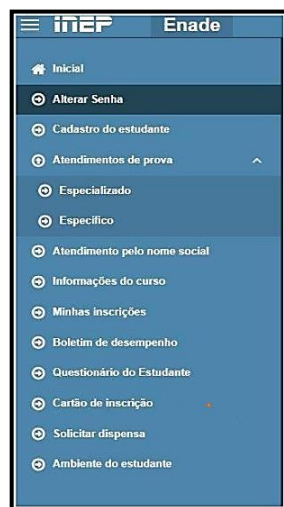 inep Enade
Inicial
Alterar Senha
Cadastro do estudante
Atendimentos de prova
Especializado
Específico
Atendimento pelo nome social
Informações do curso
Minhas inscrições
Boletim de desempenho
Questionário do Estudante
Cartão de inscrição
Solicitar dispensa
Ambiente do estudante